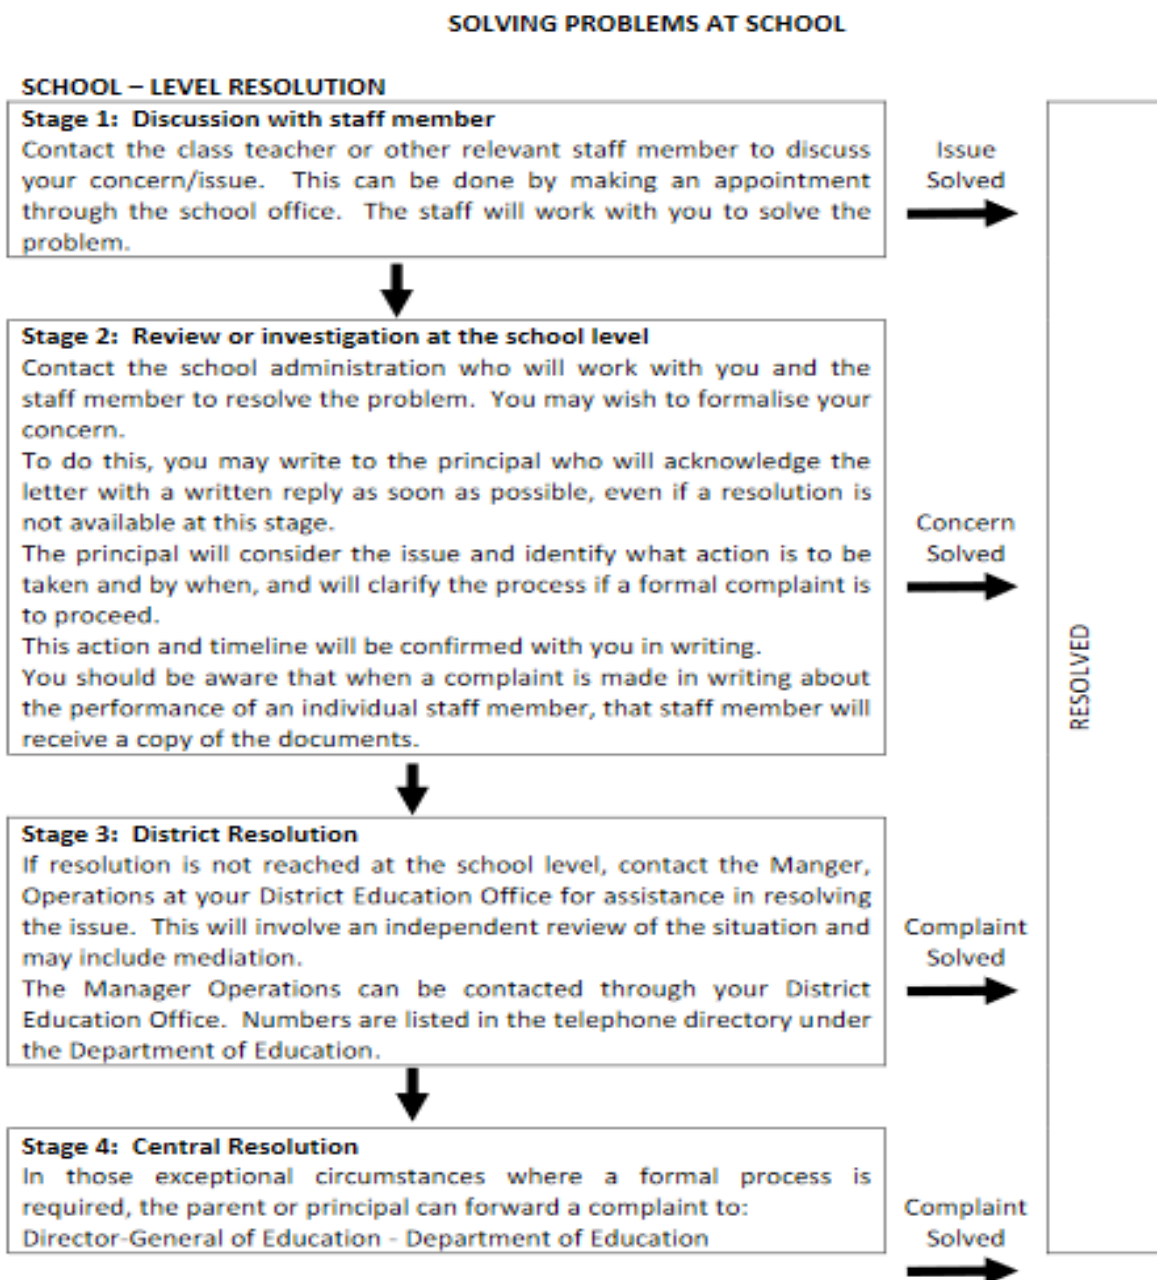 SOLVING PROBLEMS AT SCHOOL
SCHOOL – LEVEL RESOLUTION
Stage 1:  Discussion with staff member
Contact the class teacher or other relevant staff member to discuss
your concern/issue.  This can be done by making an appointment
through the school office.  The staff will work with you to solve the
problem.
Issue
Solved
Stage 2:  Review or investigation at the school level
Contact the school administration who will work with you and the
staff member to resolve the problem.  You may wish to formalise your
concern.
To do this, you may write to the principal who will acknowledge the
letter with a written reply as soon as possible, even if a resolution is
not available at this stage.
The principal will consider the issue and identify what action is to be
taken and by when, and will clarify the process if a formal complaint is
to proceed.
This action and timeline will be confirmed with you in writing.
You should be aware that when a complaint is made in writing about
the performance of an individual staff member, that staff member will
receive a copy of the documents.
Concern
Solved
Stage 3:  District Resolution
If resolution is not reached at the school level, contact the Manger,
Operations at your District Education Office for assistance in resolving
the issue.  This will involve an independent review of the situation and
may include mediation.
The Manager Operations can be contacted through your District
Education Office.  Numbers are listed in the telephone directory under
the Department of Education.
Complaint
Solved
Stage 4:  Central Resolution
In those exceptional circumstances where a formal process is
required, the parent or principal can forward a complaint to:
Director-General of Education - Department of Education
Complaint
Solved
RESOLVED